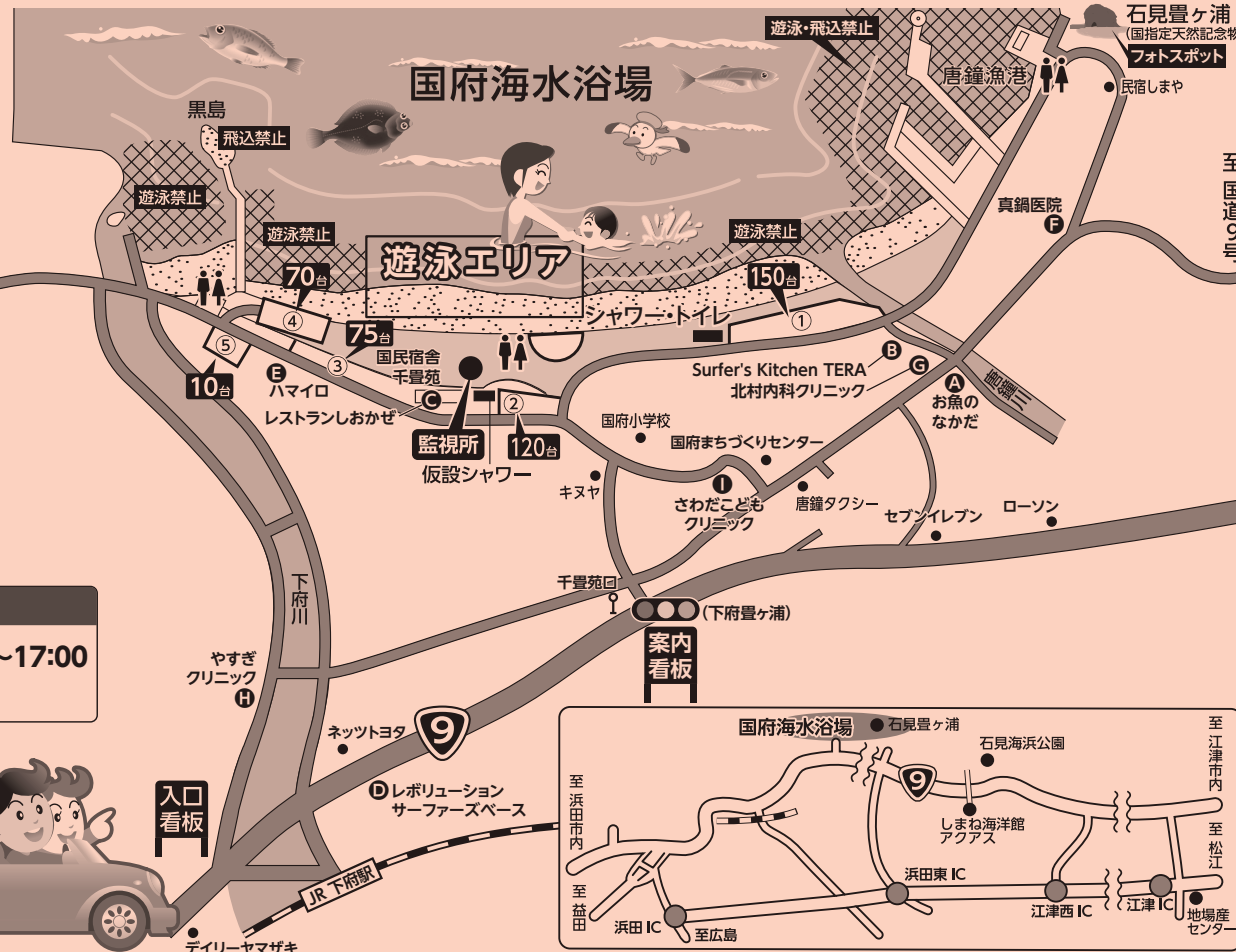 石見畳ヶ浦
(国指定天然記念物
フォトスポット
遊泳・飛込禁止
国府海水浴場
唐鐘漁港
民宿しまや
黒島
飛込禁止
遊泳禁止
至 国道9号
真鍋医院
F
遊泳禁止
遊泳禁止
遊泳エリア
70台
150台
④
シャワー・トイレ
①
75台
⑤
③
国民宿舎
千畳苑
B
Surfer's Kitchen TERA
G
北村内科クリニック
A
お魚の
なかだ
唐鐘川
10台
E
ハマイロ
C
レストランしおかぜ
②
監視所
120台
仮設シャワー
国府小学校
国府まちづくりセンター
キヌヤ
I
さわだこども
クリニック
唐鐘タクシー
セブンイレブン
ローソン
下府川
千畳苑口
(下府畳ヶ浦)
案内
看板
~17:00
やすぎ
クリニック
H
ネッツトヨタ
9
D レボリューション
サーファーズベース
入口
看板
JR 下府駅
デイリーヤマザキ
国府海水浴場
石見畳ヶ浦
石見海浜公園
至 江津市内
9
至 浜田市内
しまね海洋館
アクアス
至 松江
浜田東 IC
至 益田
浜田 IC
至広島
江津西 IC
江津 IC
地場産
センター